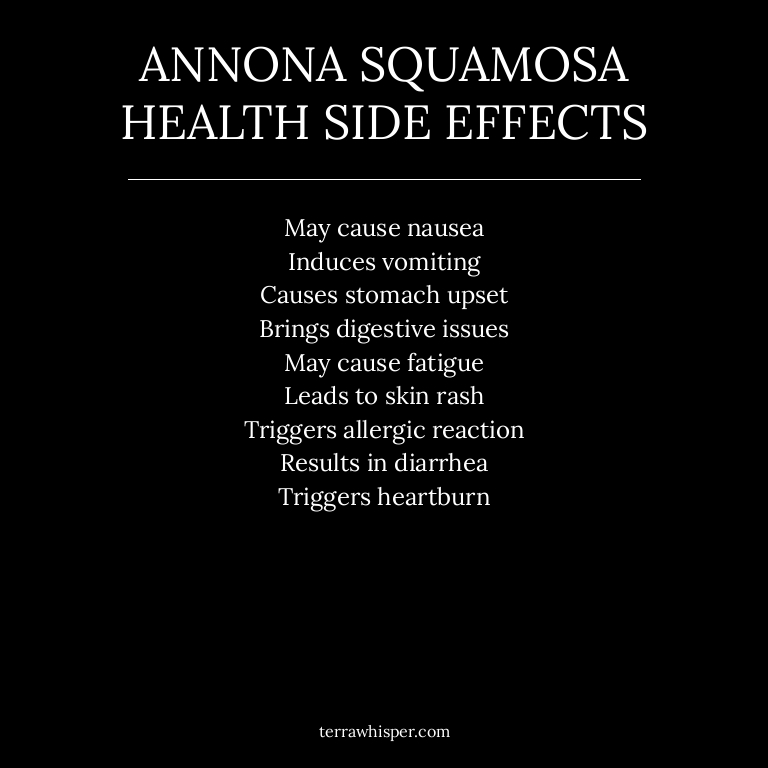 ANNONA SQUAMOSA
HEALTH SIDE EFFECTS
May cause nausea
Induces vomiting
Causes stomach upset
Brings digestive issues
May cause fatigue
Leads to skin rash
Triggers allergic reaction
Results in diarrhea
Triggers heartburn
terrawhisper.com